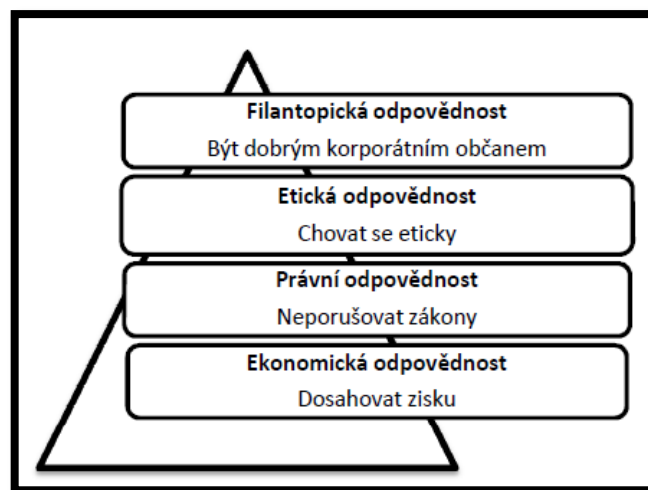 Filantopická odpovědnost
Být dobrým korporátním občanem
Etická odpovědnost
Chovat se eticky
Právní odpovědnost
Neporušovat zákony
Ekonomická odpovědnost
Dosahovat zisku